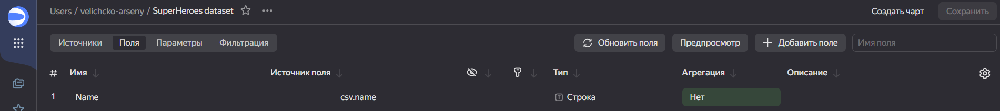 Users / velichcko-arseny / SuperHeroes dataset Создать чарт Сохранить
Источники Поля Параметры Фильтрация Обновить поля Предпросмотр Добавить поле Имя поля
# Имя Источник поля Тип Агрегация Описание
1 Name csv.name Строка Нет